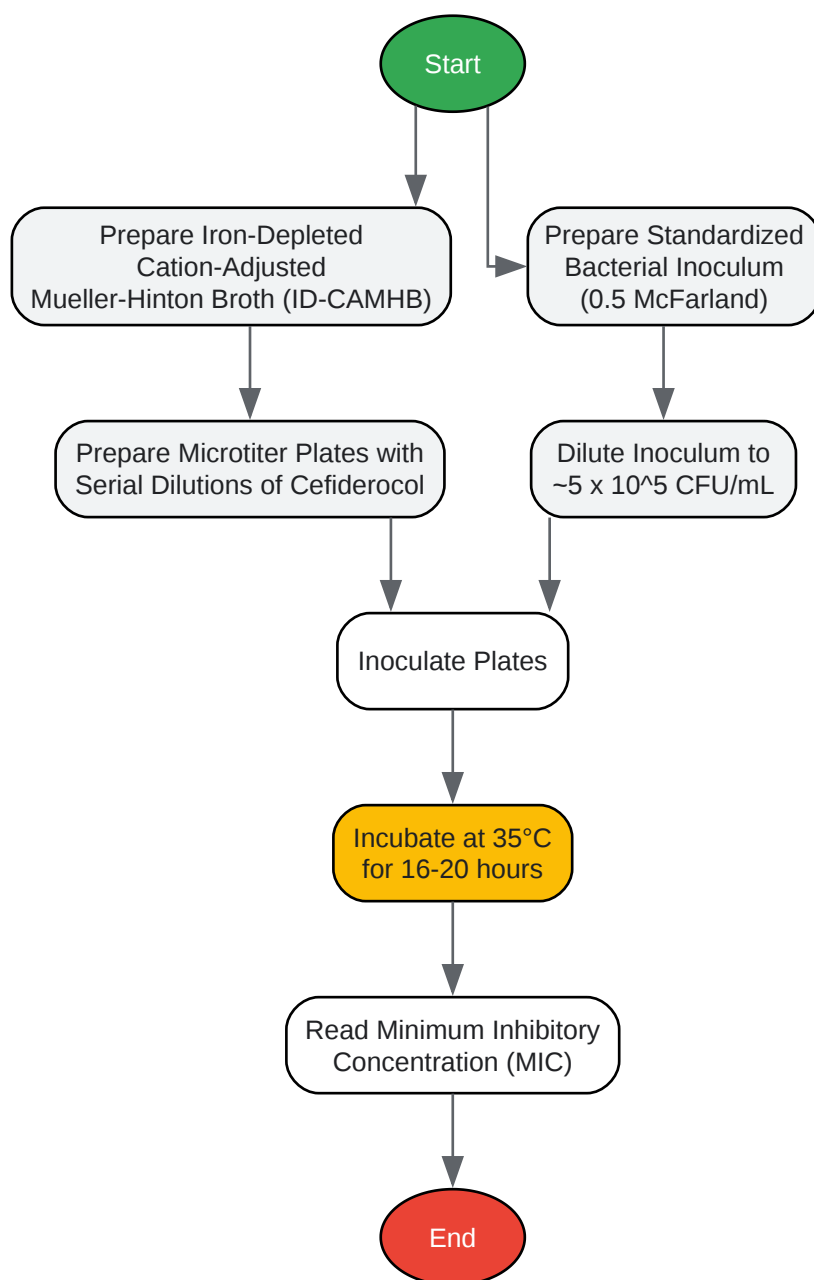 Start
Prepare Iron-Depleted
Cation-Adjusted
Mueller-Hinton Broth (ID-CAMHB)
Prepare Standardized
Bacterial Inoculum
(0.5 McFarland)
Prepare Microtiter Plates with
Serial Dilutions of Cefiderocol
Dilute Inoculum to
~5 x 10^5 CFU/mL
Inoculate Plates
Incubate at 35°C
for 16-20 hours
Read Minimum Inhibitory
Concentration (MIC)
End